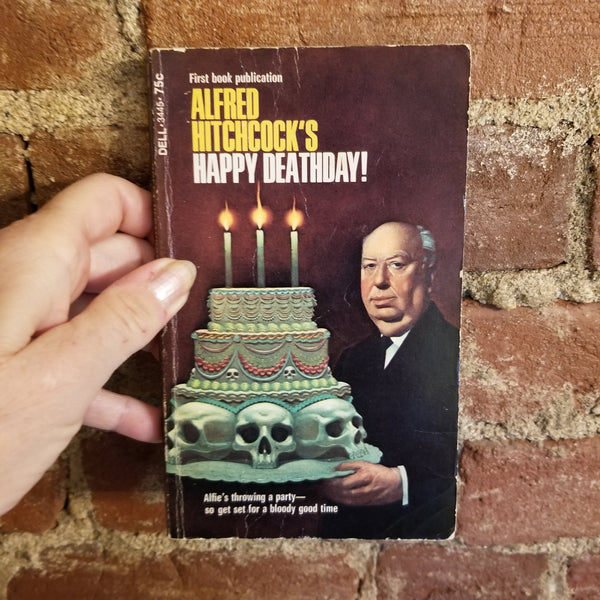 DELL • 3445 • 75c
First book publication
ALFRED
HITCHCOCK'S
HAPPY DEATHDAY!
Alfie's throwing a party—
so get set for a bloody good time